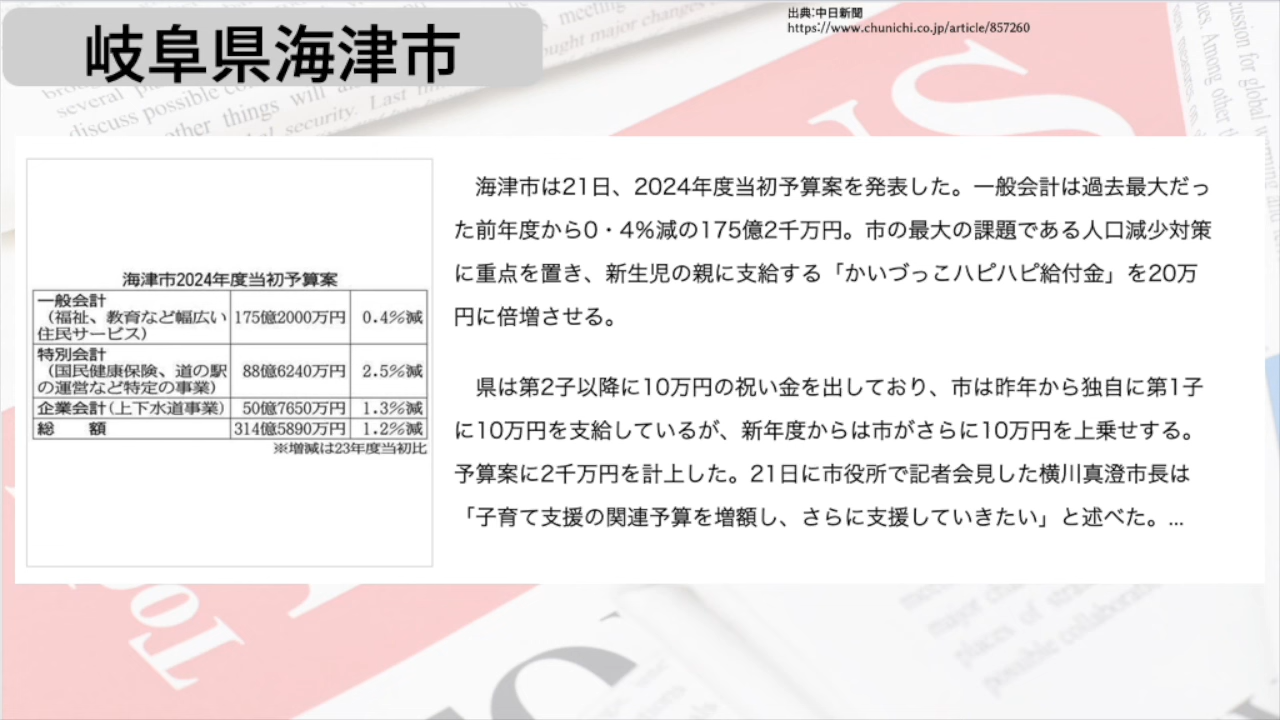 岐阜県海津市
出典:中日新聞
https://www.chunichi.co.jp/article/857260
海津市2024年度当初予算案
一般会計
(福祉、教育など幅広い
住民サービス)
175億2000万円
0.4%減
特別会計
(国民健康保険、道の駅
の運営など特定の事業)
88億6240万円
2.5%減
企業会計(上下水道事業)
50億7650万円
1.3%減
総　額
314億5890万円
1.2%減
※増減は23年度当初比
海津市は21日、2024年度当初予算案を発表した。一般会計は過去最大だっ
た前年度から0・4%減の175億2千万円。市の最大の課題である人口減少対策
に重点を置き、新生児の親に支給する「かいづっこハピハピ給付金」を20万
円に倍増させる。
県は第2子以降に10万円の祝い金を出しており、市は昨年から独自に第1子
に10万円を支給しているが、新年度からは市がさらに10万円を上乗せする。
予算案に2千万円を計上した。21日に市役所で記者会見した横川真澄市長は
「子育て支援の関連予算を増額し、さらに支援していきたい」と述べた。...